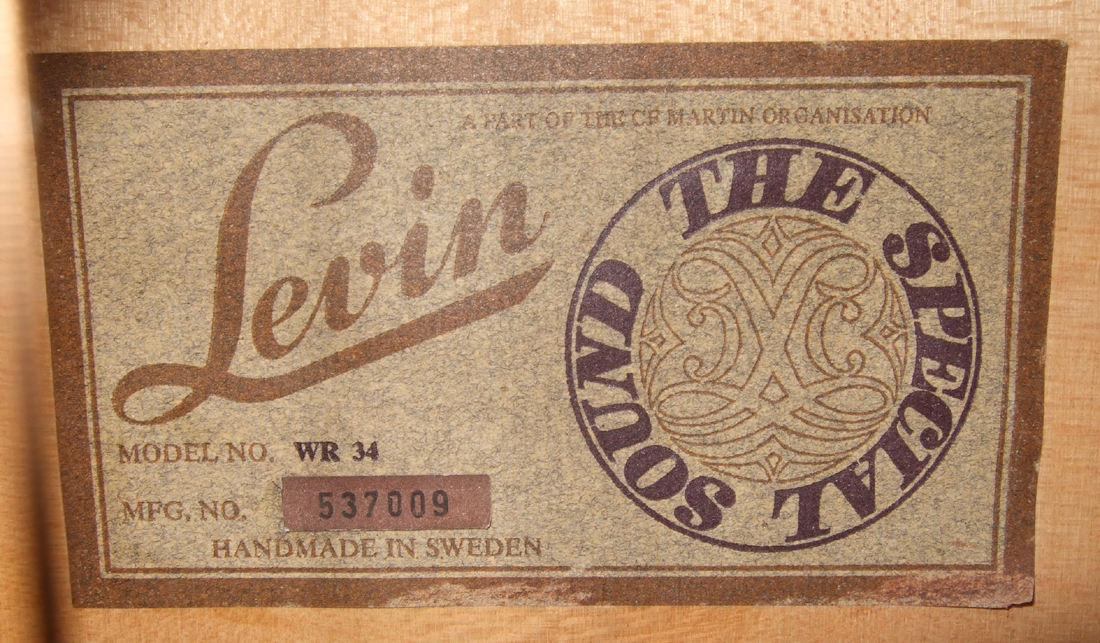 A PART OF THE CF MARTIN ORGANISATION
Levin
THE SPECIAL SOUND
MODEL NO. WR 34
MFG, NO. 537009
HANDMADE IN SWEDEN